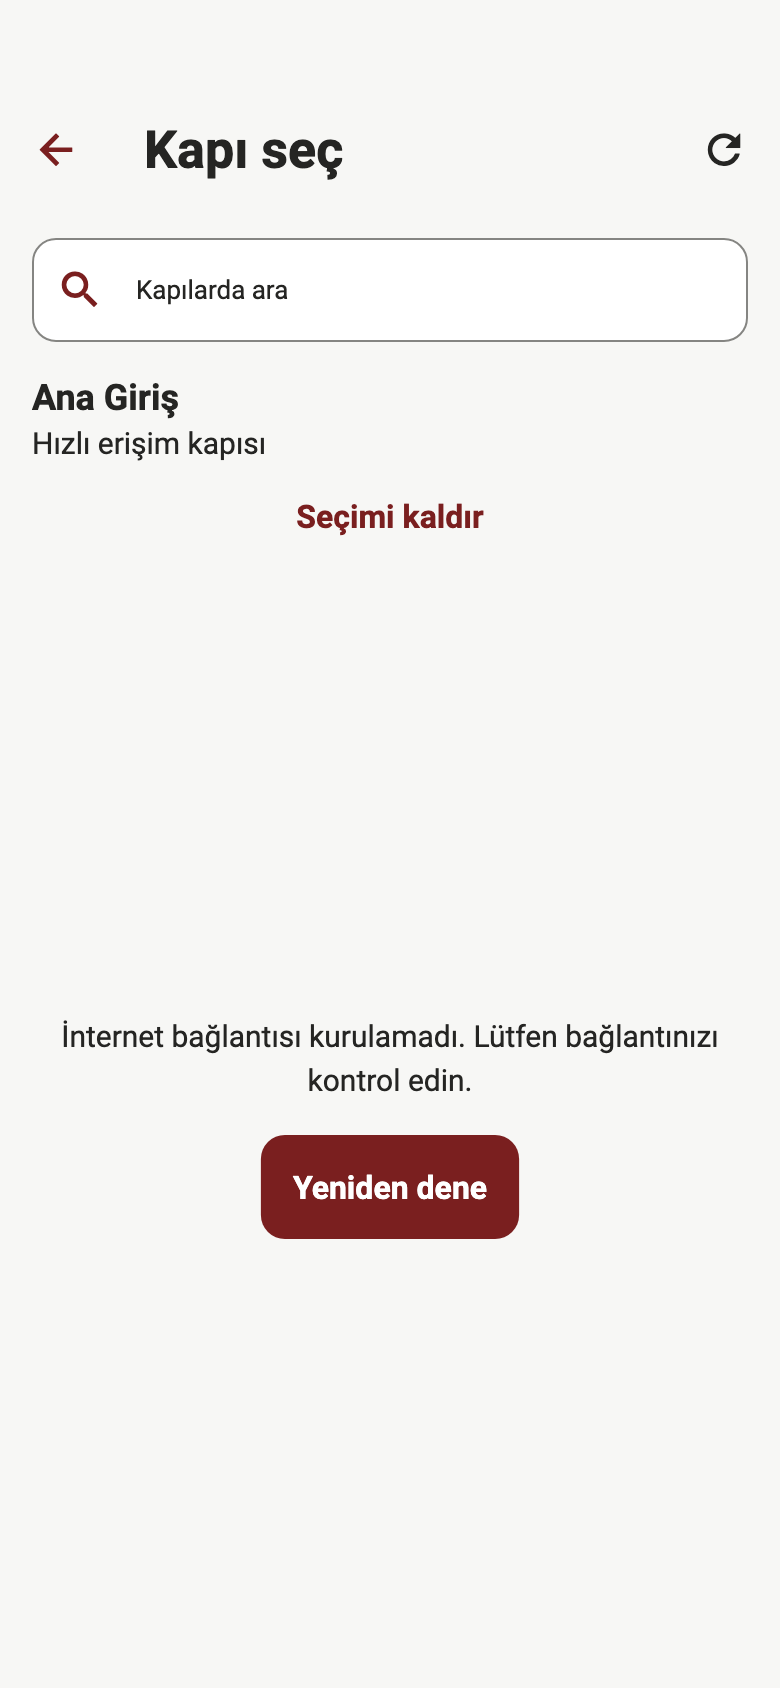 Kapı seç
Kapılarda ara
Ana Giriş
Hızlı erişim kapısı
Seçimi kaldır
İnternet bağlantısı kurulamadı. Lütfen bağlantınızı
kontrol edin.
Yeniden dene